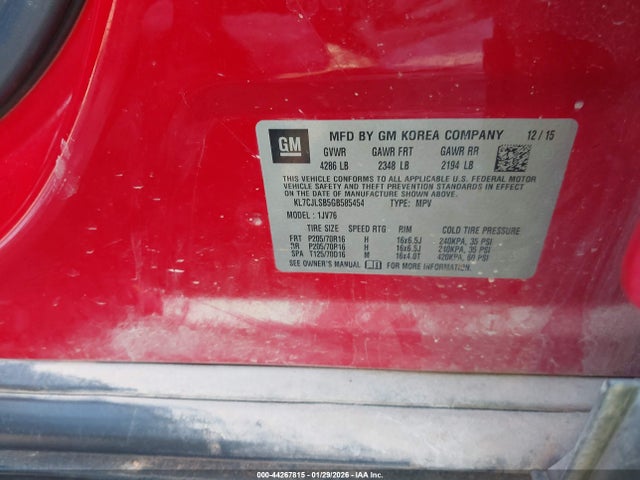 GM
MFD BY GM KOREA COMPANY 12 / 15
GVWR GAWR FRT GAWR RR
4286 LB 2348 LB 2194 LB
THIS VEHICLE CONFORMS TO ALL APPLICABLE U.S. FEDERAL MOTOR
VEHICLE SAFETY AND THEFT PREVENTION STANDARDS IN EFFECT
ON THE DATE OF MANUFACTURE SHOWN ABOVE.
KL7CJLSB5GB585454 TYPE: MPV
MODEL : 1JV76
TIRE SIZE SPEED RTG RIM COLD TIRE PRESSURE
FRT P205/70R16 H 16x6.5J 240KPA, 35 PSI
RR P205/70R16 H 16x6.5J 240KPA, 35 PSI
SPA T125/70D16 M 16x4.0T 420KPA, 60 PSI
SEE OWNER'S MANUAL FOR ADDITIONAL INFORMATION.
000-44267815 - 01/29/2026 - IAA Holdings, LLC.